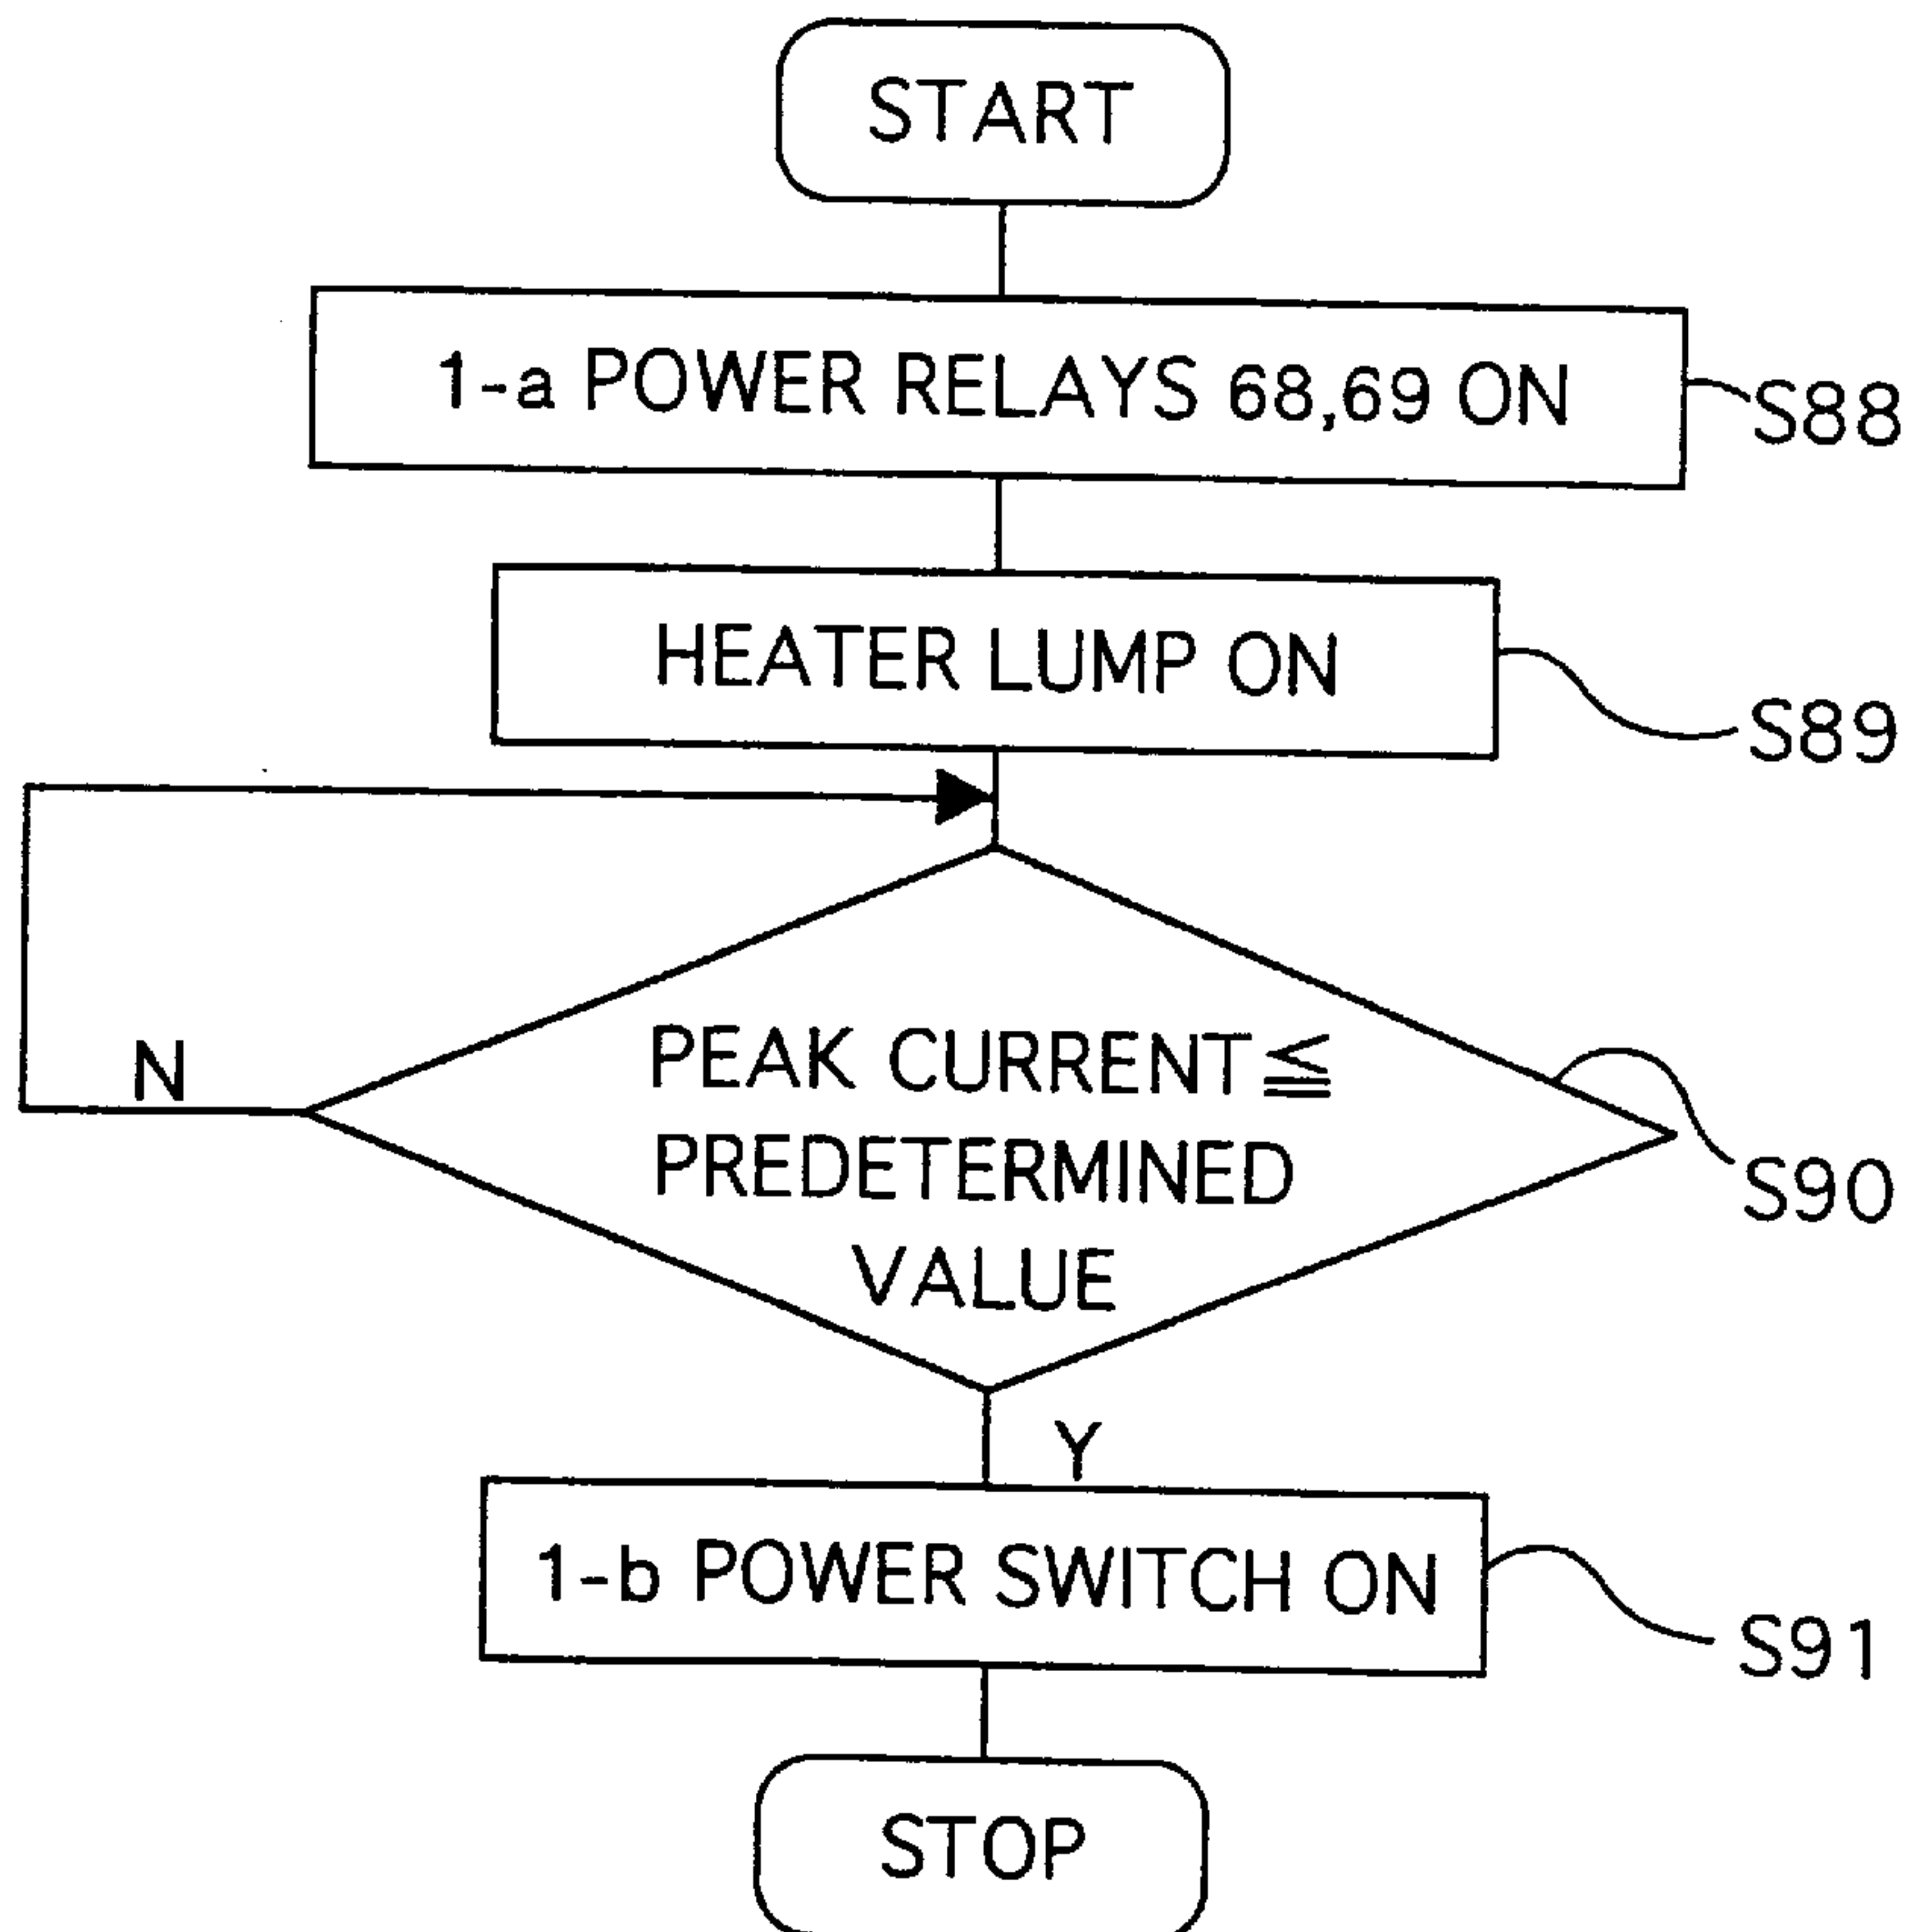 START
1-a POWER RELAYS 68,69 ON
S88
HEATER LUMP ON
S89
N
PEAK CURRENT≦
PREDETERMINED
VALUE
S90
Y
1-b POWER SWITCH ON
S91
STOP